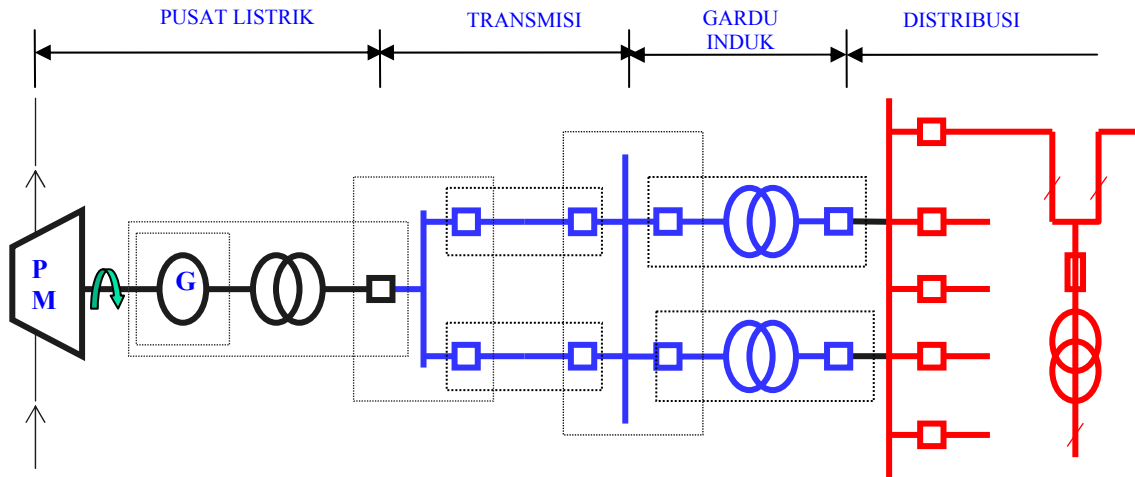 PUSAT LISTRIK
TRANSMISI
GARDU
INDUK
DISTRIBUSI
P
M
G